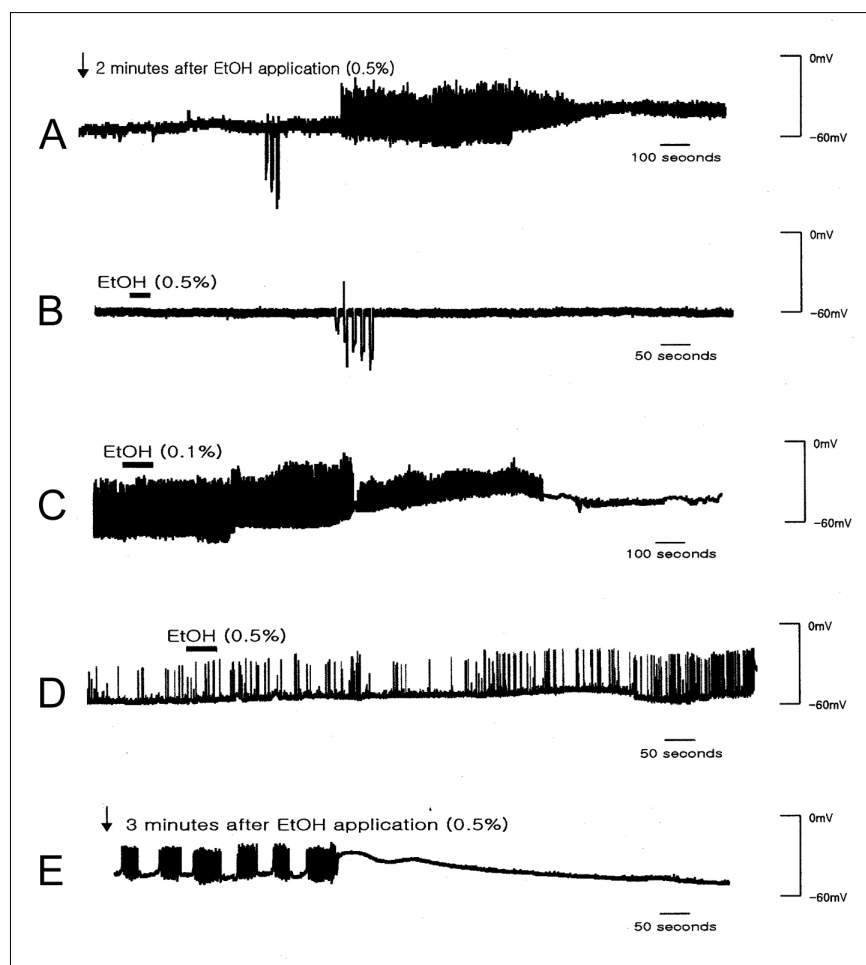 0mV
2 minutes after EtOH application (0.5%)
A
-60mV
100 seconds
0mV
EtOH (0.5%)
B
-60mV
50 seconds
0mV
EtOH (0.1%)
C
-60mV
100 seconds
0mV
EtOH (0.5%)
D
-60mV
50 seconds
0mV
3 minutes after EtOH application (0.5%)
E
-60mV
50 seconds